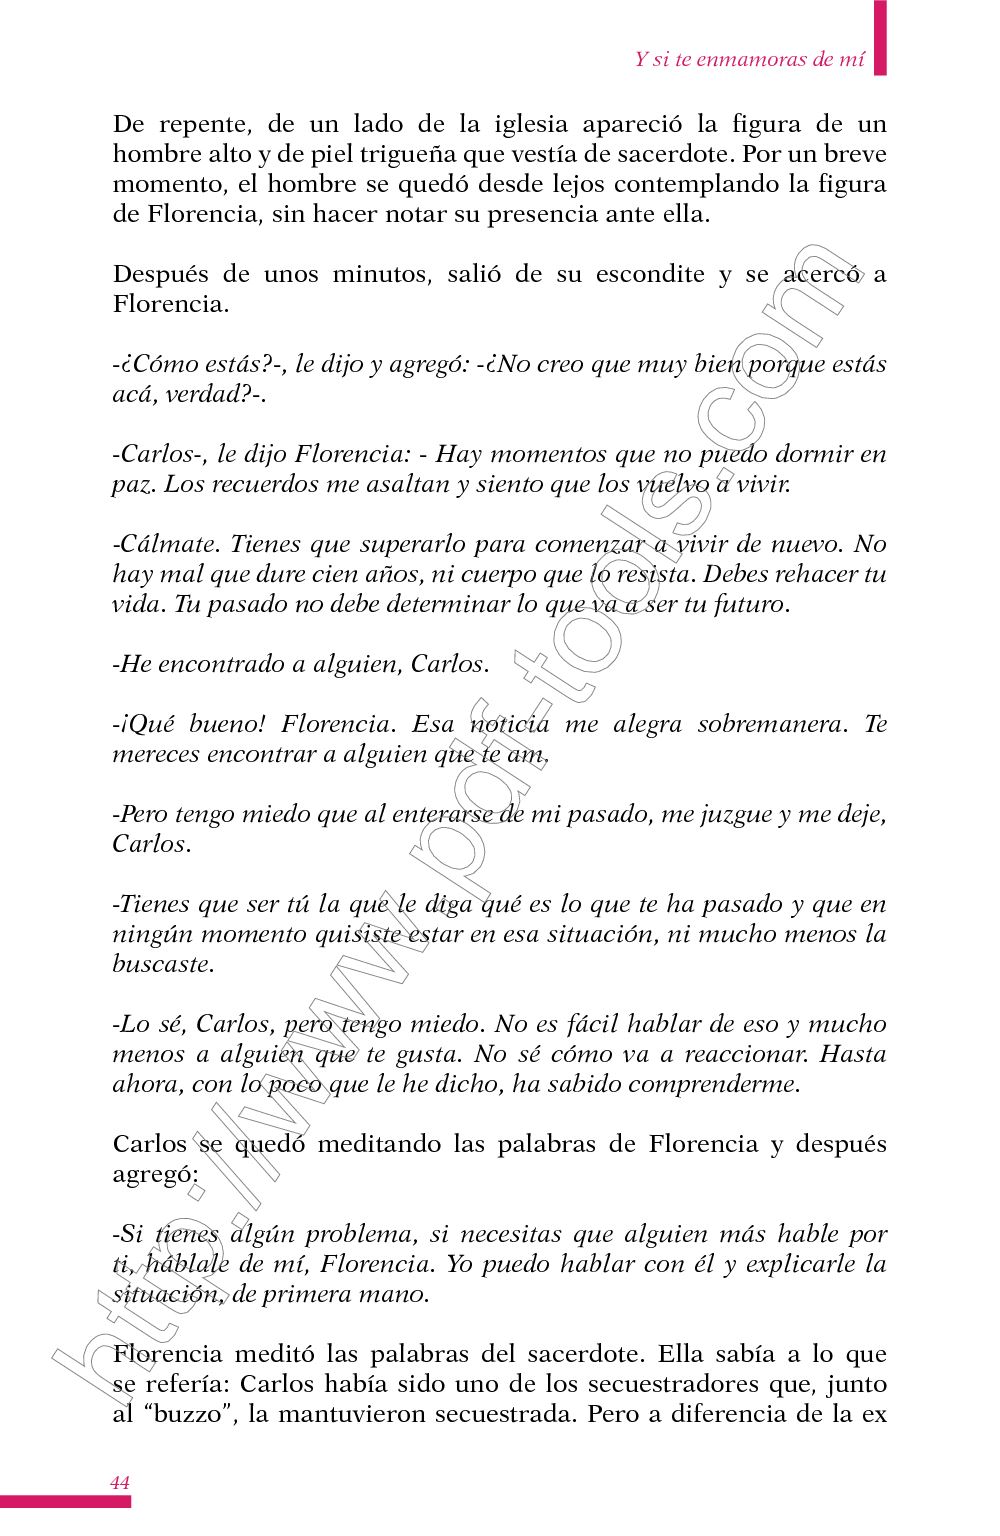 Y si te enmamoras de mí
De repente, de un lado de la iglesia apareció la figura de un
hombre alto y de piel trigueña que vestía de sacerdote. Por un breve
momento, el hombre se quedó desde lejos contemplando la figura
de Florencia, sin hacer notar su presencia ante ella.
Después de unos minutos, salió de su escondite y se acercó a
Florencia.
-¿Cómo estás?-, le dijo y agregó: -¿No creo que muy bien porque estás
acá, verdad?-.
-Carlos-, le dijo Florencia: - Hay momentos que no puedo dormir en
paz. Los recuerdos me asaltan y siento que los vuelvo a vivir.
-Cálmate. Tienes que superarlo para comenzar a vivir de nuevo. No
hay mal que dure cien años, ni cuerpo que lo resista. Debes rehacer tu
vida. Tu pasado no debe determinar lo que va a ser tu futuro.
-He encontrado a alguien, Carlos.
-¡Qué bueno! Florencia. Esa noticia me alegra sobremanera. Te
mereces encontrar a alguien que te am.
-Pero tengo miedo que al enterarse de mi pasado, me juzgue y me deje,
Carlos.
-Tienes que ser tú la que le diga qué es lo que te ha pasado y que en
ningún momento quisiste estar en esa situación, ni mucho menos la
buscaste.
-Lo sé, Carlos, pero tengo miedo. No es fácil hablar de eso y mucho
menos a alguien que te gusta. No sé cómo va a reaccionar. Hasta
ahora, con lo poco que le he dicho, ha sabido comprenderme.
Carlos se quedó meditando las palabras de Florencia y después
agregó:
-Si tienes algún problema, si necesitas que alguien más hable por
ti, háblale de mí, Florencia. Yo puedo hablar con él y explicarle la
situación, de primera mano.
Florencia meditó las palabras del sacerdote. Ella sabía a lo que
se refería: Carlos había sido uno de los secuestradores que, junto
al “buzzo”, la mantuvieron secuestrada. Pero a diferencia de la ex
44
http://www.pdf-tools.com